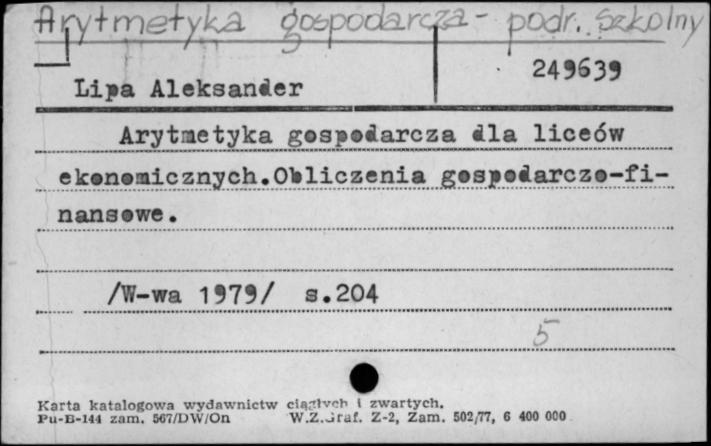 Arytmetyka gospodarcza - podr. szkolny
249639
Lipa Aleksander
Arytmetyka gospodarcza dla liceów
ekonomicznych.Obliczenia gospodarczo-fi-
nansowe.
/W-wa 1979/ s.204
5
Karta katalogowa wydawnictw ciągłych i zwartych.
Pu-B-144 zam. 567/DW/On W.Z.Graf. Z-2, Zam. 502/77, 6 400 000